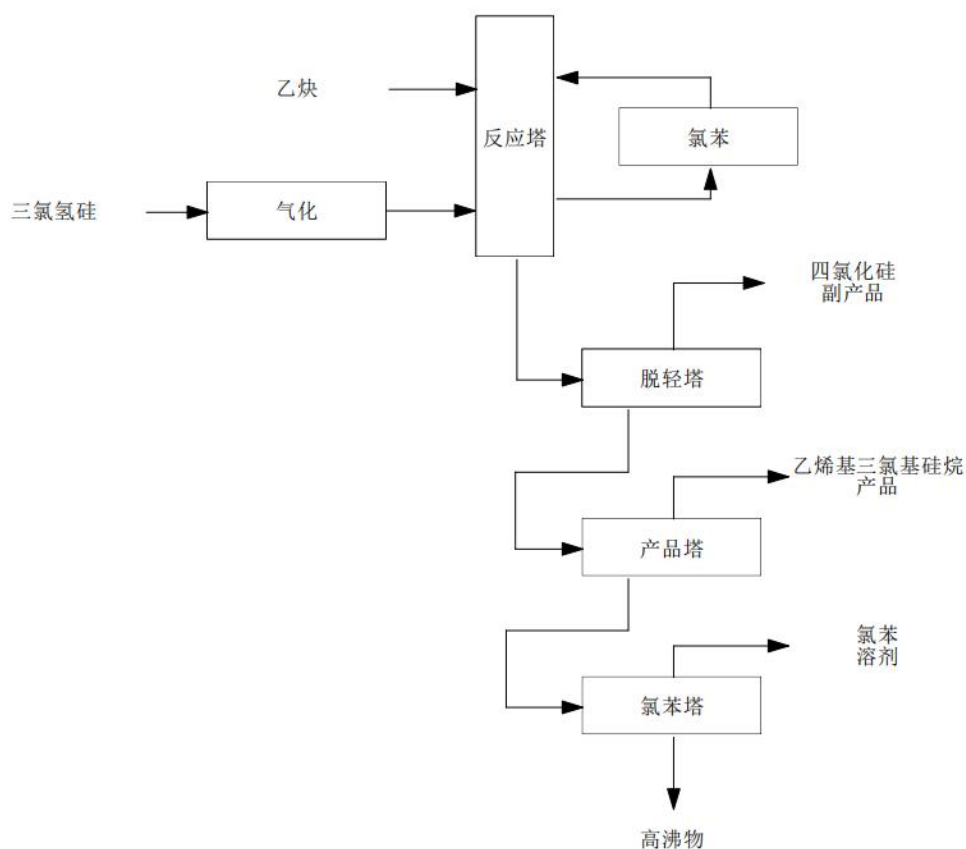 乙炔
反应塔
氯苯
三氯氢硅
气化
四氯化硅
副产品
脱轻塔
乙烯基三氯基硅烷
产品
产品塔
氯苯
溶剂
氯苯塔
高沸物